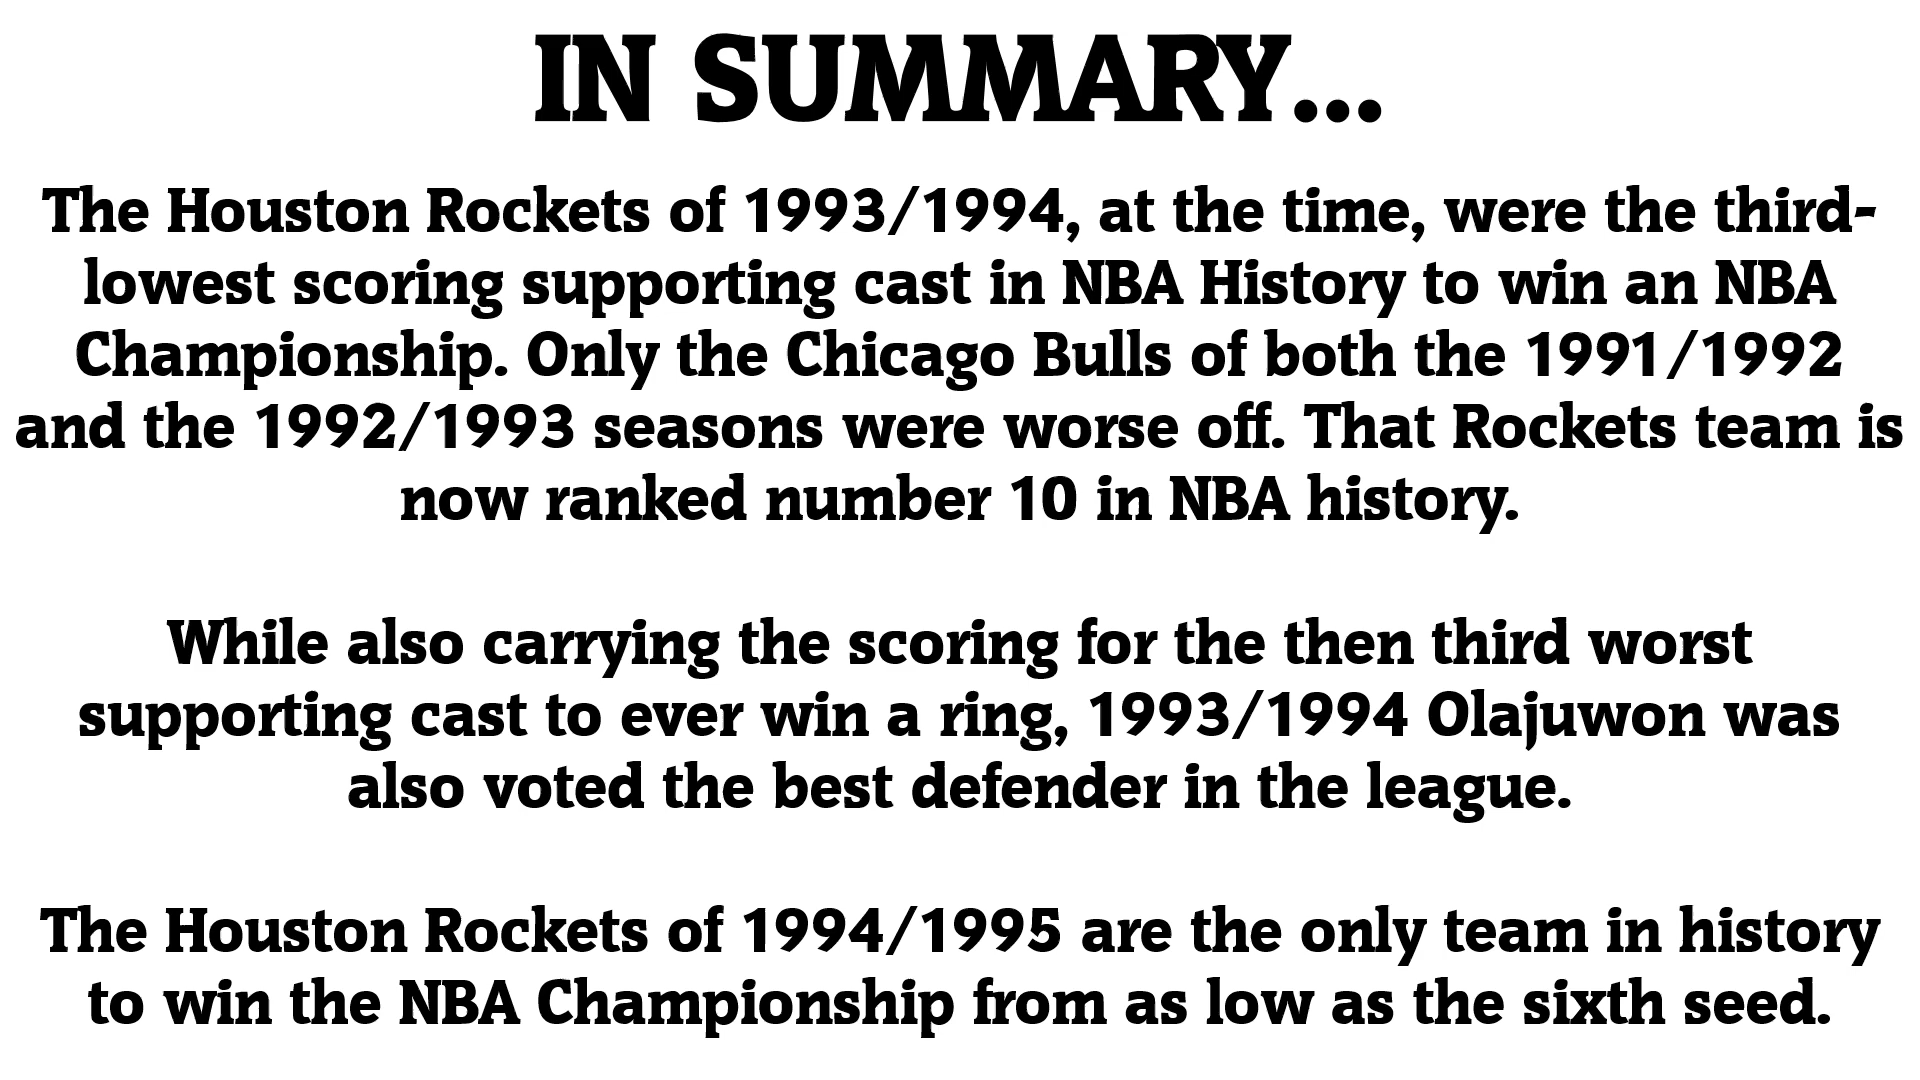 IN SUMMARY...
The Houston Rockets of 1993/1994, at the time, were the third-
lowest scoring supporting cast in NBA History to win an NBA
Championship. Only the Chicago Bulls of both the 1991/1992
and the 1992/1993 seasons were worse off. That Rockets team is
now ranked number 10 in NBA history.
While also carrying the scoring for the then third worst
supporting cast to ever win a ring, 1993/1994 Olajuwon was
also voted the best defender in the league.
The Houston Rockets of 1994/1995 are the only team in history
to win the NBA Championship from as low as the sixth seed.